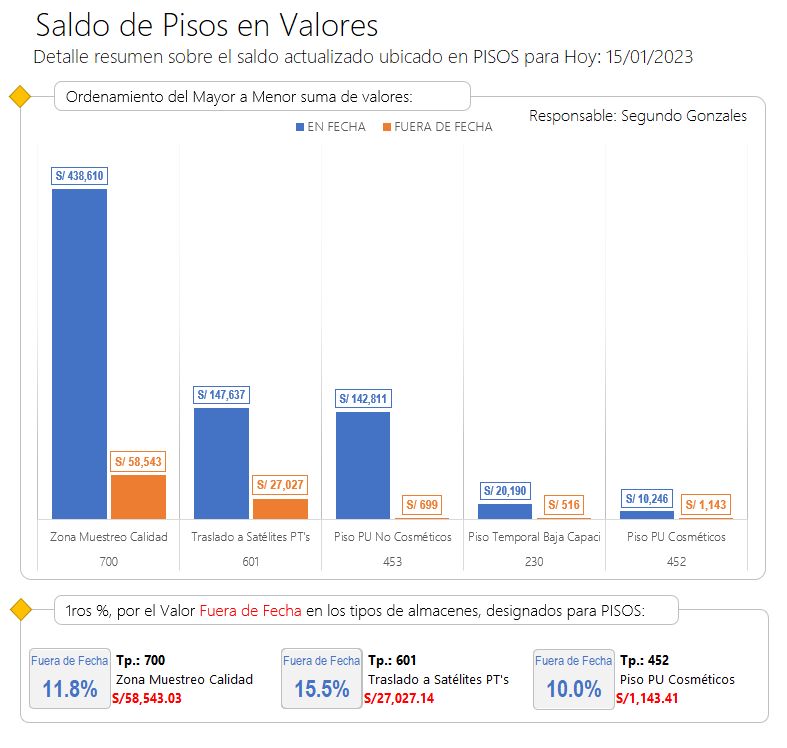 Saldo de Pisos en Valores
Detalle resumen sobre el saldo actualizado ubicado en PISOS para Hoy: 15/01/2023
Ordenamiento del Mayor a Menor suma de valores:
Responsable: Segundo Gonzales
EN FECHA FUERA DE FECHA
S/ 438,610
S/ 58,543
S/ 147,637
S/ 27,027
S/ 142,811
S/ 699
S/ 20,190
S/ 516
S/ 10,246
S/ 1,143
Zona Muestreo Calidad Traslado a Satélites PT's Piso PU No Cosméticos Piso Temporal Baja Capaci Piso PU Cosméticos
700 601 453 230 452
1ros %, por el Valor Fuera de Fecha en los tipos de almacenes, designados para PISOS:
Fuera de Fecha
11.8%
Tp.: 700
Zona Muestreo Calidad
S/58,543.03
Fuera de Fecha
15.5%
Tp.: 601
Traslado a Satélites PT's
S/27,027.14
Fuera de Fecha
10.0%
Tp.: 452
Piso PU Cosméticos
S/1,143.41